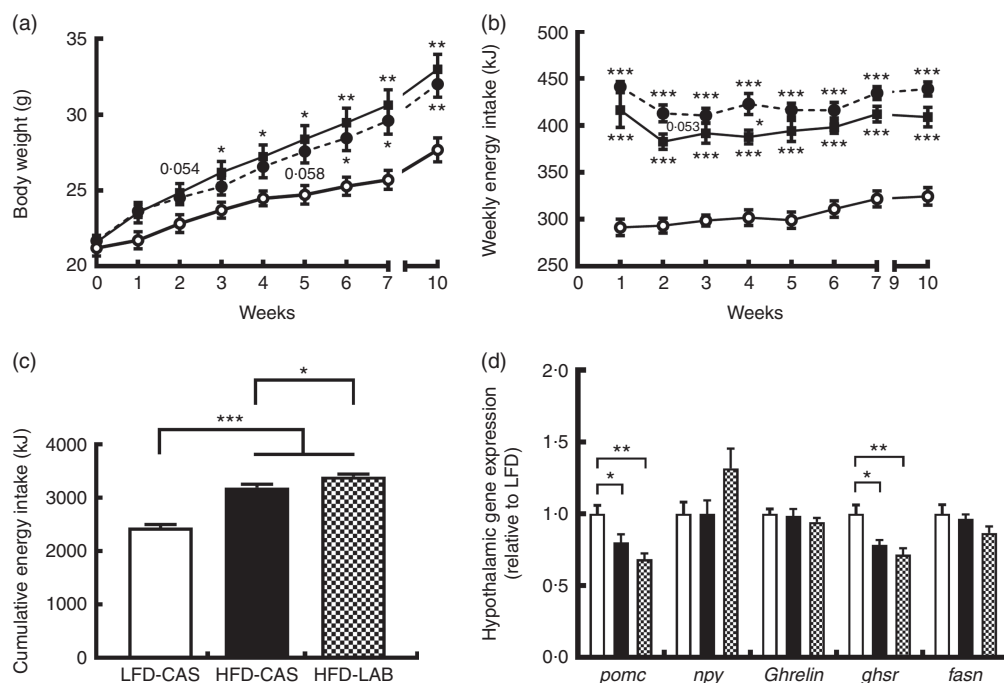 (a)
Body weight (g)
35
30
25
20
0·054
*
*
*
0·058
**
*
**
*
**
**
0 1 2 3 4 5 6 7 10
Weeks
(b)
Weekly energy intake (kJ)
500
450
400
350
300
250
*** *** *** *** *** *** *** ***
0·053 *
*** *** *** *** *** *** *** ***
0 1 2 3 4 5 6 7 9 10
Weeks
(c)
Cumulative energy intake (kJ)
4000
3000
2000
1000
0
*
***
LFD-CAS HFD-CAS HFD-LAB
(d)
Hypothalamic gene expression
(relative to LFD)
2·0
1·5
1·0
0·5
0·0
**
*
**
*
pomc npy Ghrelin ghsr fasn